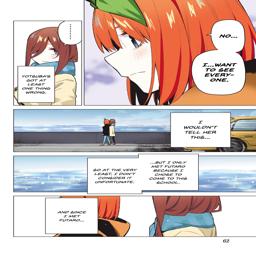 .........
NO...
YOTSUBA'S
GOT AT
LEAST
ONE THING
WRONG.
I...WANT
TO SEE
EVERY-
ONE.
I
WOULDN'T
TELL HER
THIS...
...BUT I ONLY
MET FUTARO
BECAUSE I
CHOSE TO
COME TO THIS
SCHOOL.
SO AT THE VERY
LEAST, I DON'T
CONSIDER IT
UNFORTUNATE.
AND SINCE I
MET
FUTARO...
62